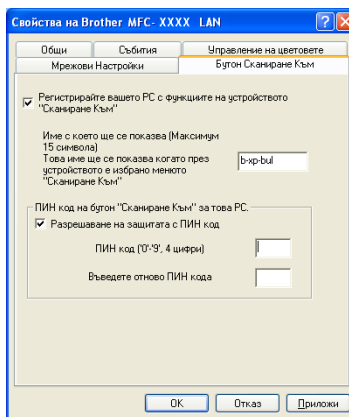 Свойства на Brother MFC- XXXX LAN
Общи Събития Управление на цветовете
Мрежови Настройки Бутон Сканиране Към
Регистрирайте вашето РС с функциите на устройството
"Сканиране Към"
Име с което ще се показва (Максимум
15 символа)
Това име ще се показва когато през
устройството е избрано менюто
"Сканиране Към"
b-xp-bul
ПИН код на бутон "Сканиране Към" за това РС.
Разрешаване на защитата с ПИН код
ПИН код ('0'-'9', 4 цифри)
Въведете отново ПИН кода
OK Отказ Приложи